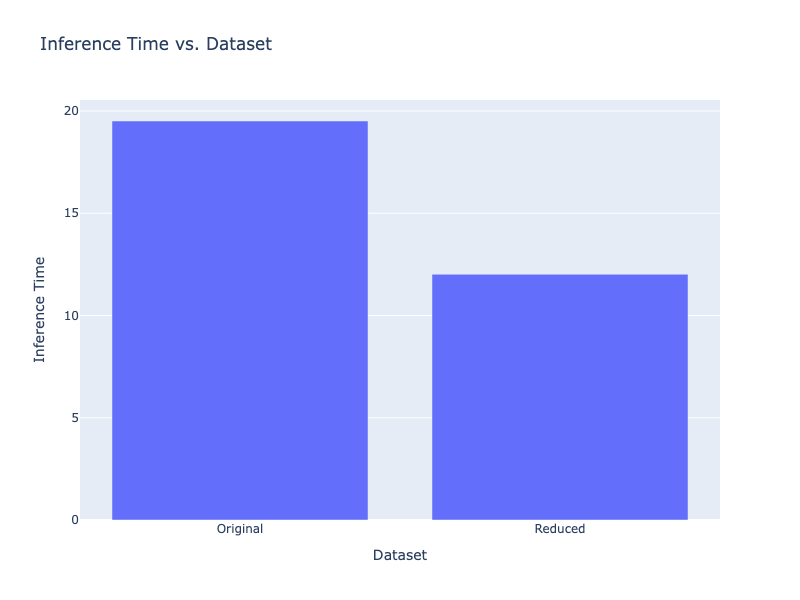 Inference Time vs. Dataset
20
15
10
5
0
Inference Time
Original
Reduced
Dataset